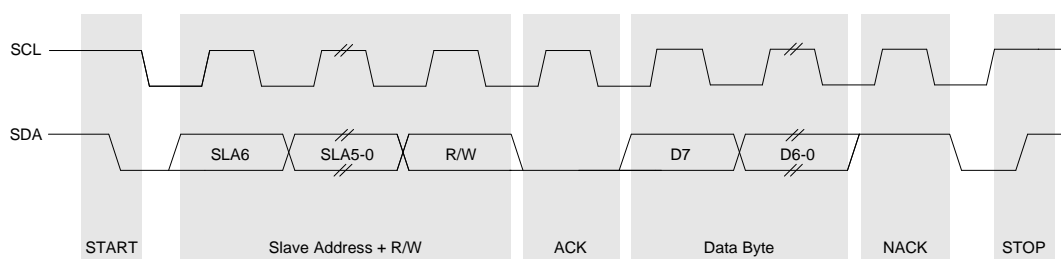 SCL
SDA
SLA6 SLA5-0 R/W D7 D6-0
START Slave Address + R/W ACK Data Byte NACK STOP